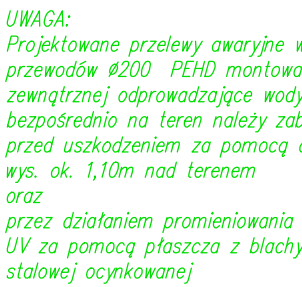 UWAGA:
Projektowane przelewy awaryjne w
przewodów ø200 PEHD montowa
zewnątrznej odprowadzające wody
bezpośrednio na teren należy zab
przed uszkodzeniem za pomocą
wys. ok. 1,10m nad terenem
oraz
przez działaniem promieniowania
UV za pomocą płaszcza z blachy
stalowej ocynkowanej